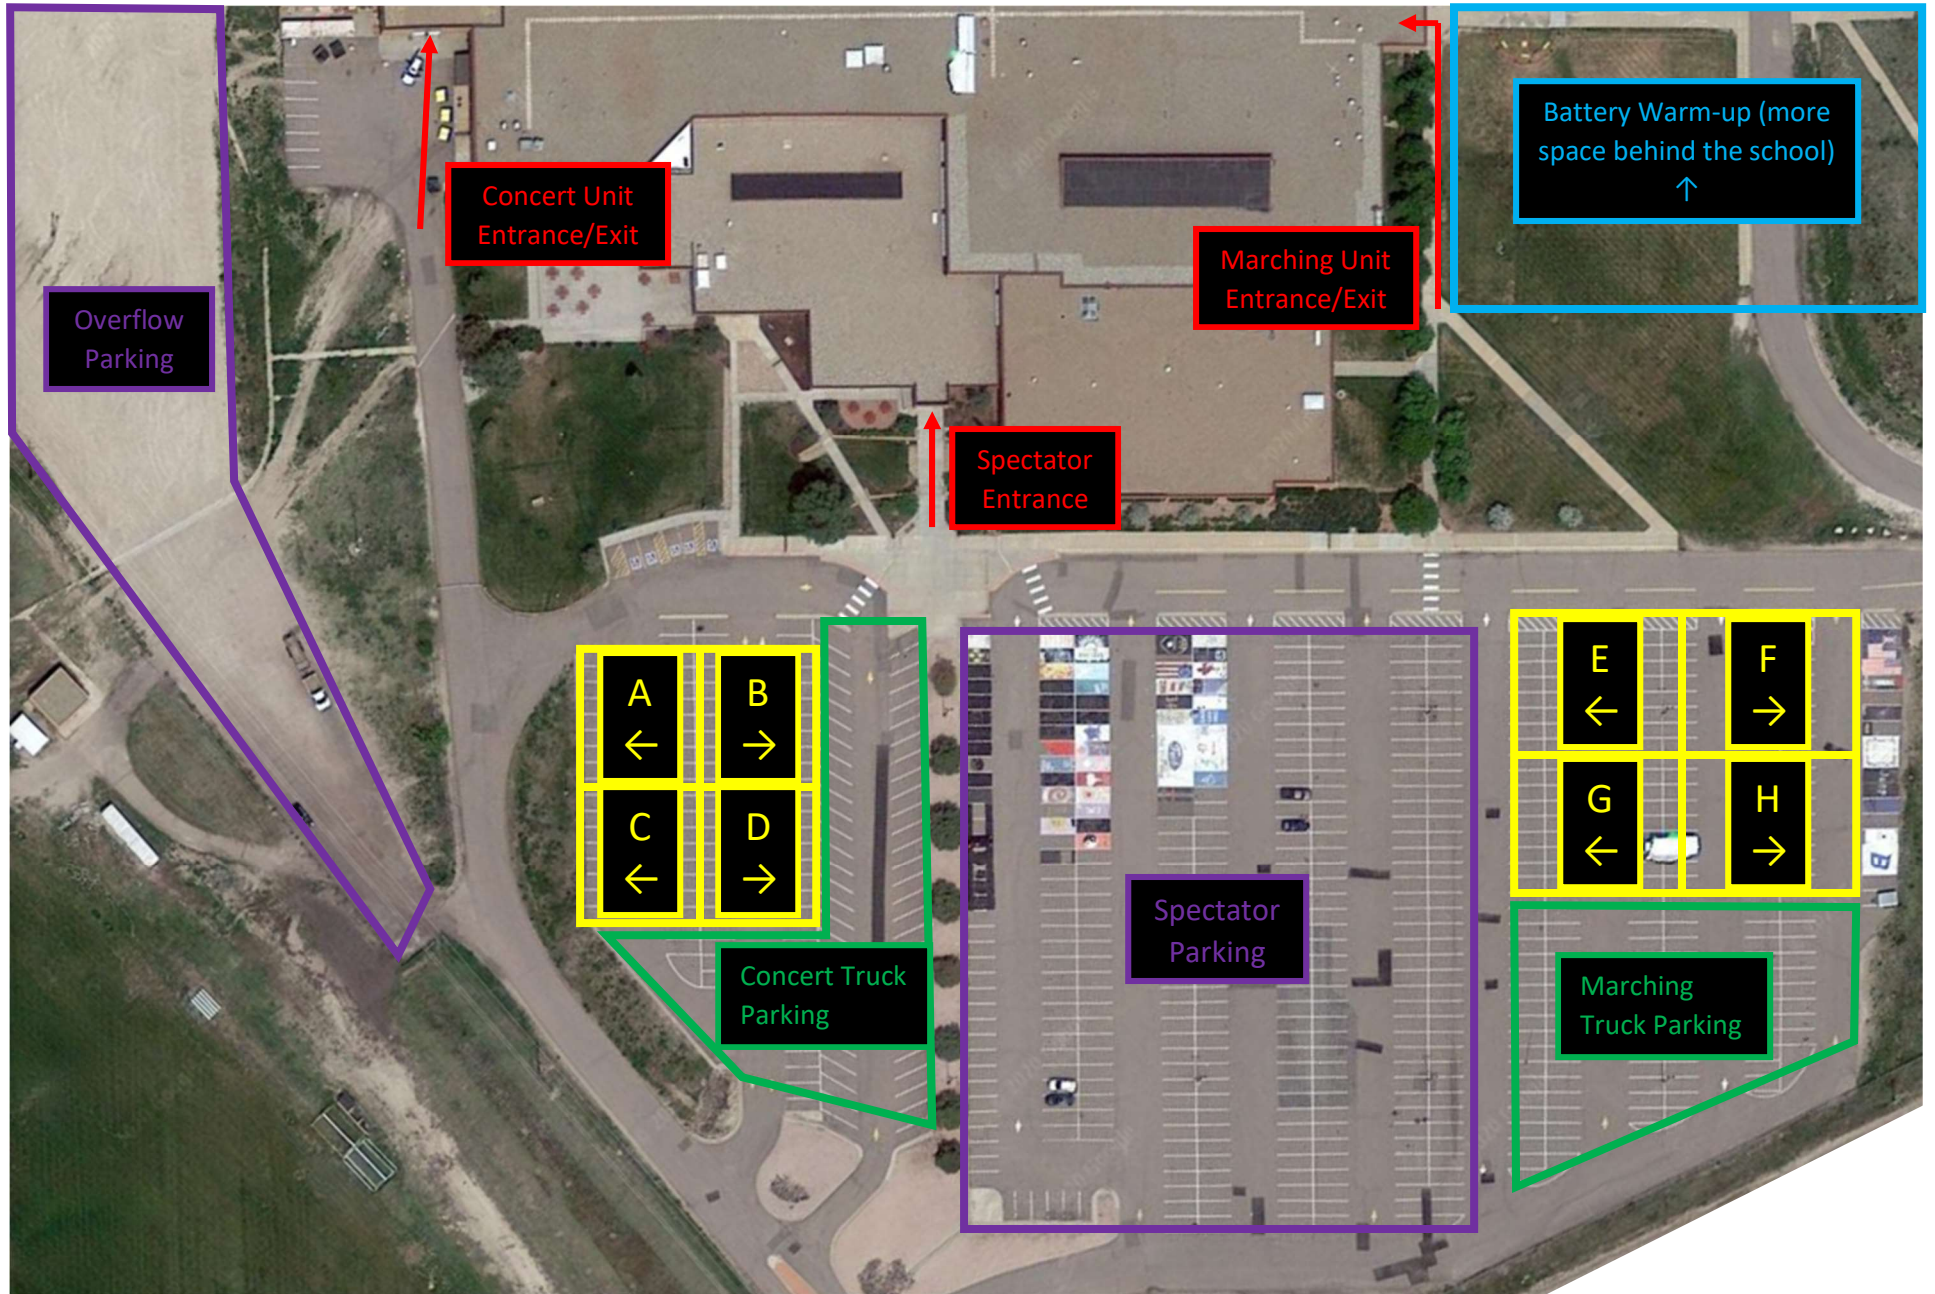 Battery Warm-up (more
space behind the school)
↑
Concert Unit
Entrance/Exit
Marching Unit
Entrance/Exit
Overflow
Parking
Spectator
Entrance
A
←
B
→
C
←
D
→
E
←
F
→
G
←
H
→
Spectator
Parking
Concert Truck
Parking
Marching
Truck Parking